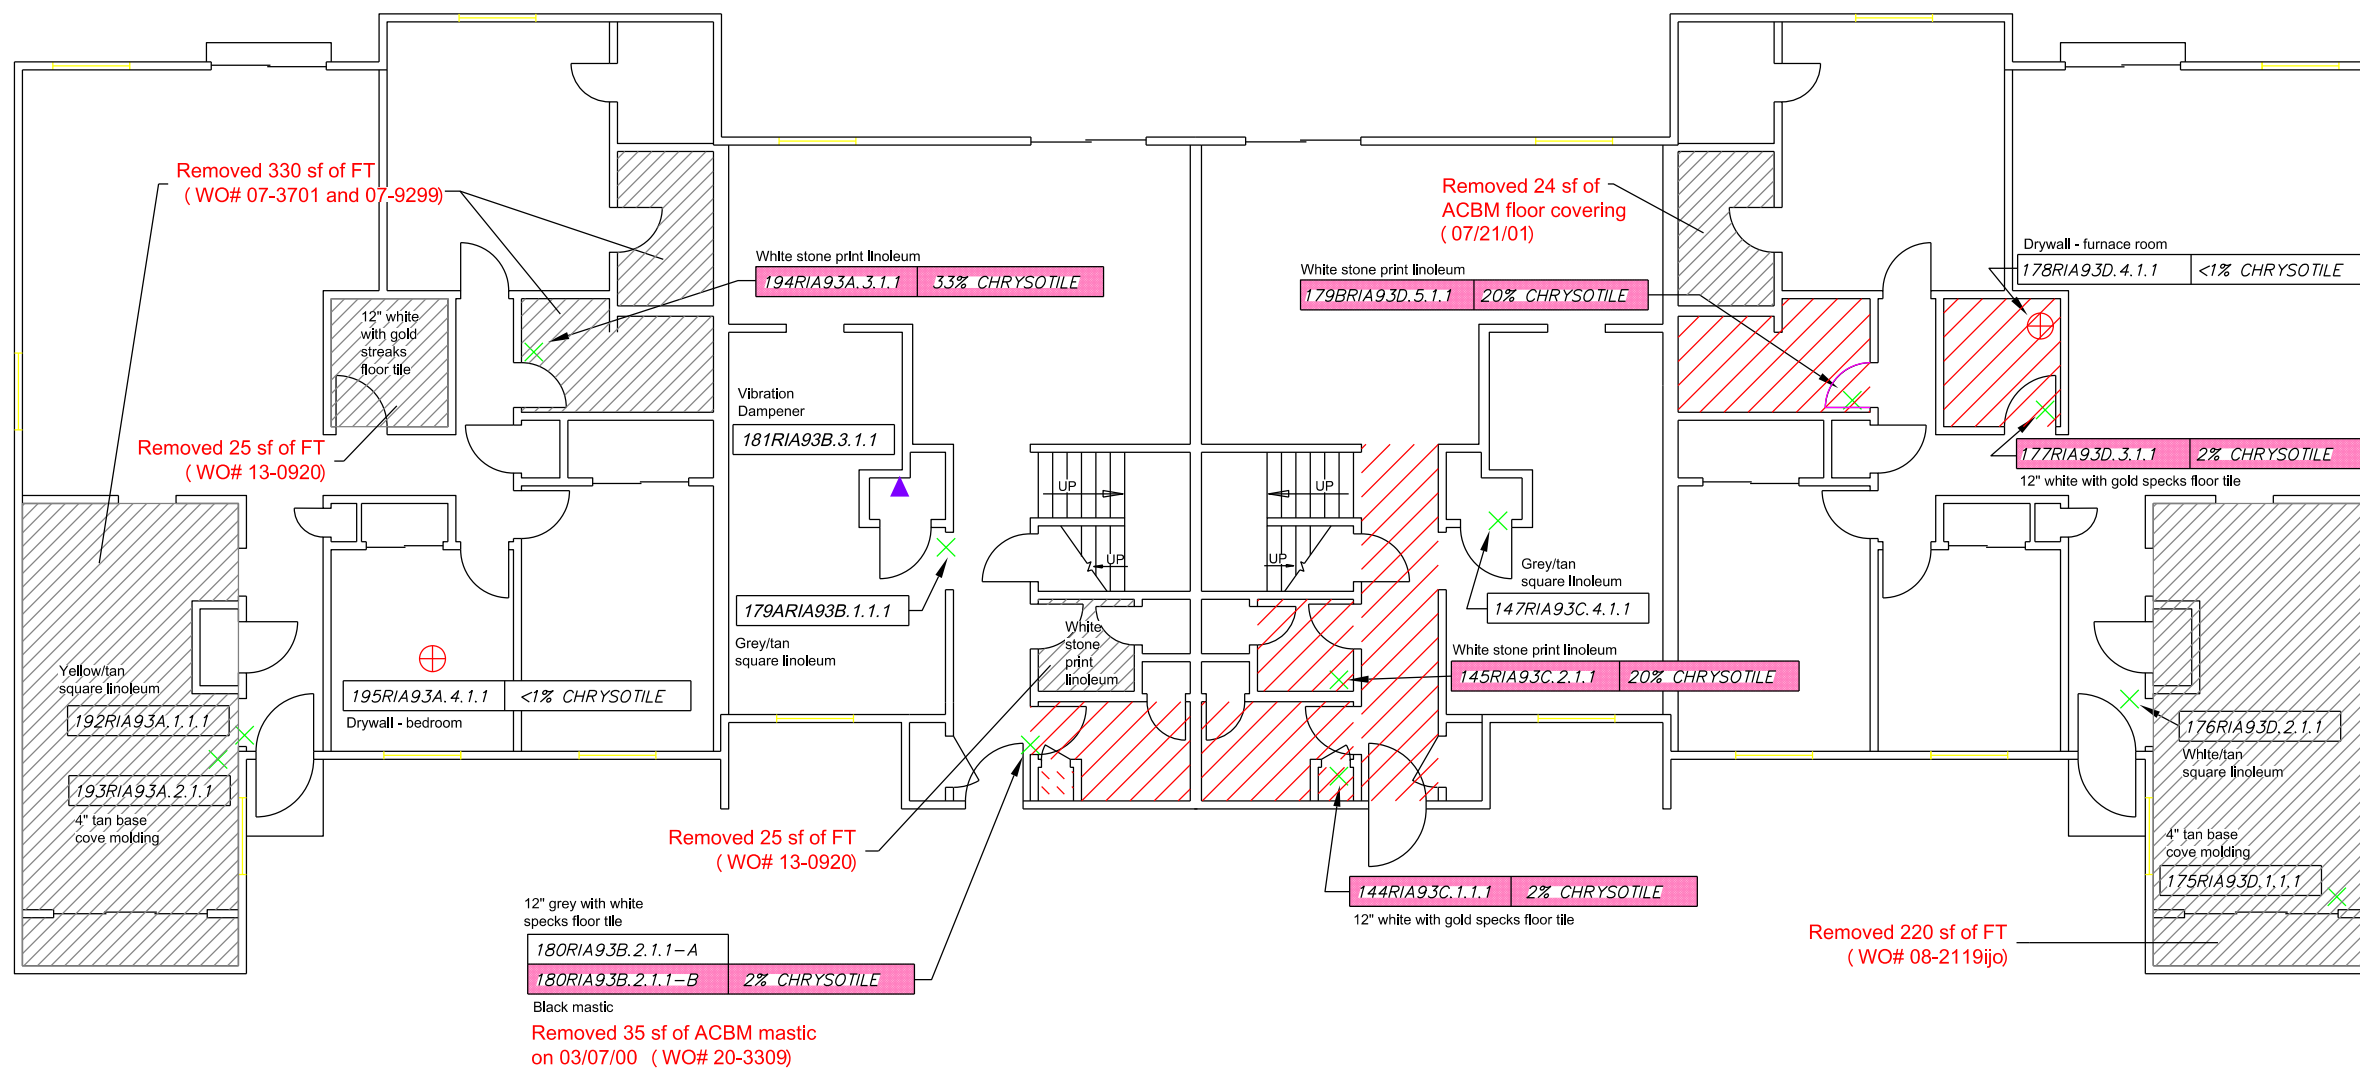 Removed 330 sf of FT
( WO# 07-3701 and 07-9299)
12" white
with gold
streaks
floor tile
Removed 25 sf of FT
( WO# 13-0920)
White stone print linoleum
194RIA93A.3.1.1 33% CHRYSOTILE
Vibration
Dampener
181RIA93B.3.1.1
179ARIA93B.1.1.1
Grey/tan
square linoleum
Yellow/tan
square linoleum
192RIA93A.1.1.1
193RIA93A.2.1.1
4" tan base
cove molding
195RIA93A.4.1.1 <1% CHRYSOTILE
Drywall - bedroom
UP
UP
UP
UP
White
stone
print
linoleum
Removed 25 sf of FT
( WO# 13-0920)
12" grey with white
specks floor tile
180RIA93B.2.1.1-A
180RIA93B.2.1.1-B 2% CHRYSOTILE
Black mastic
Removed 35 sf of ACBM mastic
on 03/07/00 ( WO# 20-3309)
Removed 24 sf of
ACBM floor covering
( 07/21/01)
White stone print linoleum
179BRIA93D.5.1.1 20% CHRYSOTILE
Drywall - furnace room
178RIA93D.4.1.1 <1% CHRYSOTILE
177RIA93D.3.1.1 2% CHRYSOTILE
12" white with gold specks floor tile
Grey/tan
square linoleum
147RIA93C.4.1.1
White stone print linoleum
145RIA93C.2.1.1 20% CHRYSOTILE
144RIA93C.1.1.1 2% CHRYSOTILE
12" white with gold specks floor tile
176RIA93D.2.1.1
White/tan
square linoleum
4" tan base
cove molding
175RIA93D.1.1.1
Removed 220 sf of FT
( WO# 08-2119ijo)